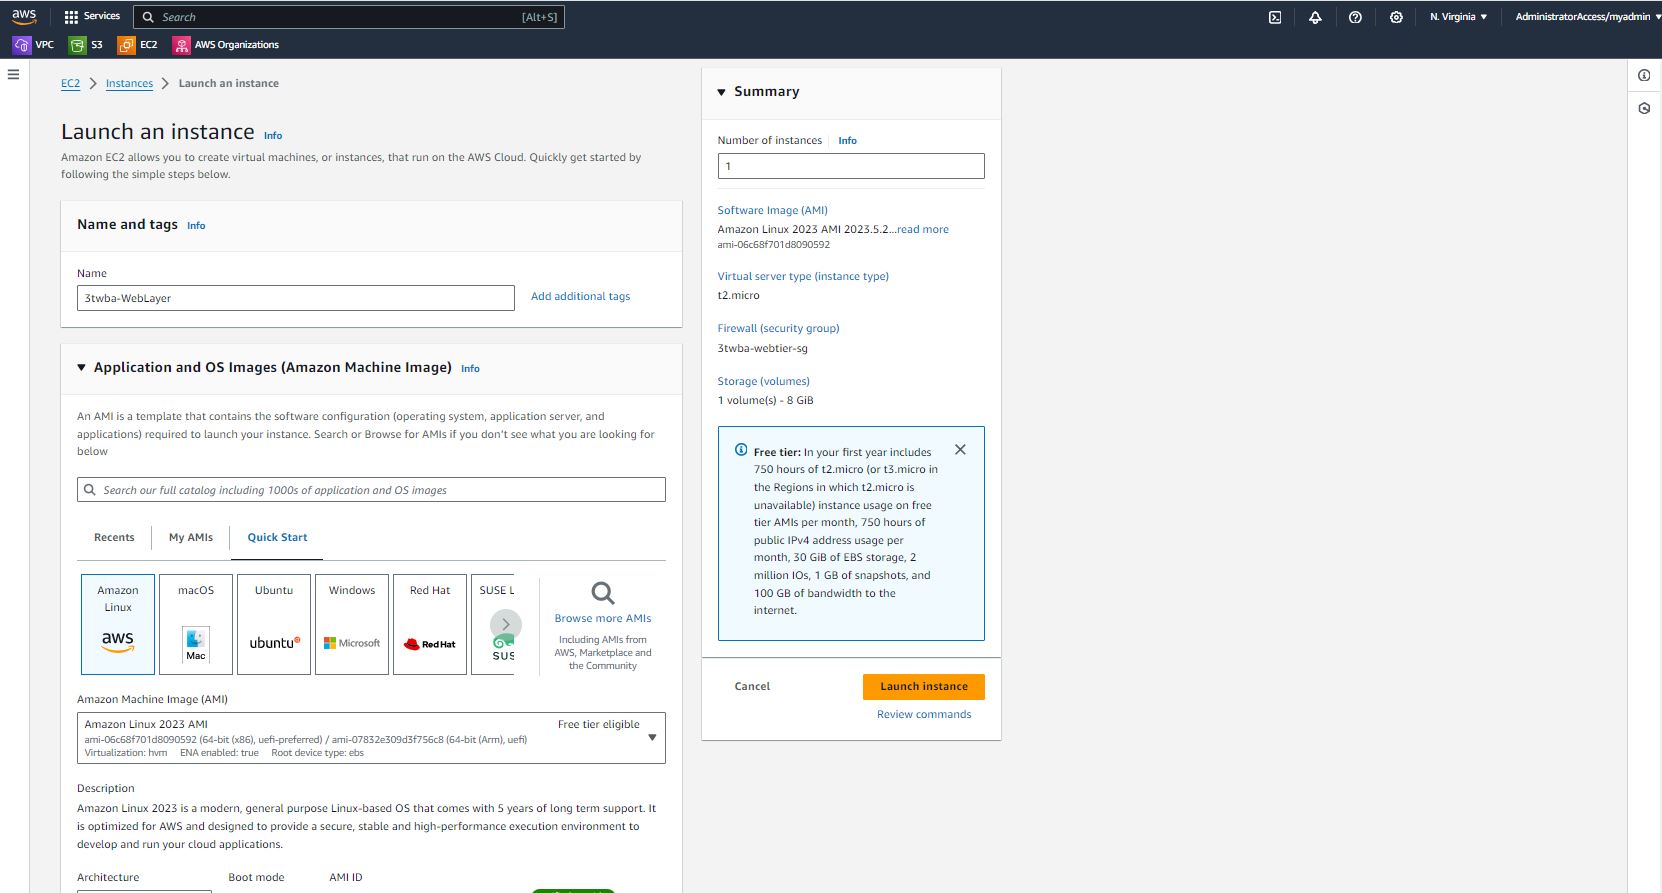 aws
Services
Search
[Alt+S]
N. Virginia
AdministratorAccess/myadmin
VPC
S3
EC2
AWS Organizations
EC2
Instances
Launch an instance
Launch an instance Info
Amazon EC2 allows you to create virtual machines, or instances, that run on the AWS Cloud. Quickly get started by
following the simple steps below.
Name and tags Info
Name
3twba-WebLayer
Add additional tags
Application and OS Images (Amazon Machine Image) Info
An AMI is a template that contains the software configuration (operating system, application server, and
applications) required to launch your instance. Search or Browse for AMIs if you don't see what you are looking for
below
Search our full catalog including 1000s of application and OS images
Recents
My AMIs
Quick Start
Amazon
Linux
aws
macOS
Mac
Ubuntu
ubuntu
Windows
Microsoft
Red Hat
Red Hat
SUSE L
SUS
Browse more AMIs
Including AMIs from
AWS, Marketplace and
the Community
Amazon Machine Image (AMI)
Amazon Linux 2023 AMI
Free tier eligible
ami-06c68f701d8090592 (64-bit (x86), uefi-preferred) / ami-07832e309d3f756c8 (64-bit (Arm), uefi)
Virtualization: hvm ENA enabled: true Root device type: ebs
Description
Amazon Linux 2023 is a modern, general purpose Linux-based OS that comes with 5 years of long term support. It
is optimized for AWS and designed to provide a secure, stable and high-performance execution environment to
develop and run your cloud applications.
Architecture
Boot mode
AMI ID
Summary
Number of instances
Info
1
Software Image (AMI)
Amazon Linux 2023 AMI 2023.5.2...read more
ami-06c68f701d8090592
Virtual server type (instance type)
t2.micro
Firewall (security group)
3twba-webtier-sg
Storage (volumes)
1 volume(s) - 8 GiB
Free tier: In your first year includes
750 hours of t2.micro (or t3.micro in
the Regions in which t2.micro is
unavailable) instance usage on free
tier AMIs per month, 750 hours of
public IPv4 address usage per
month, 30 GiB of EBS storage, 2
million IOs, 1 GB of snapshots, and
100 GB of bandwidth to the
internet.
Cancel
Launch instance
Review commands